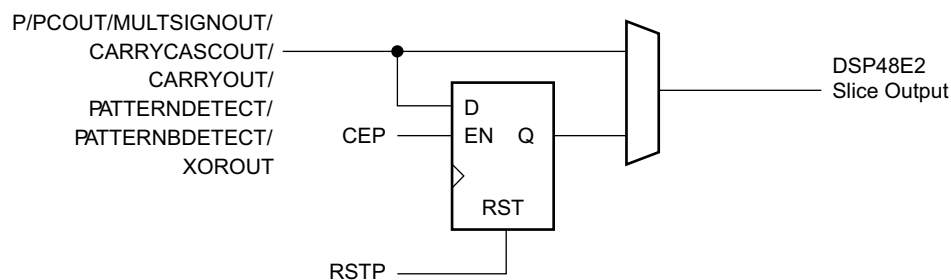 P/PCOUT/MULTSIGNOUT/
CARRYCASCOUT/
CARRYOUT/
PATTERNDETECT/
PATTERNBDETECT/
XOROUT
CEP
D
EN Q
RST
RSTP
DSP48E2
Slice Output